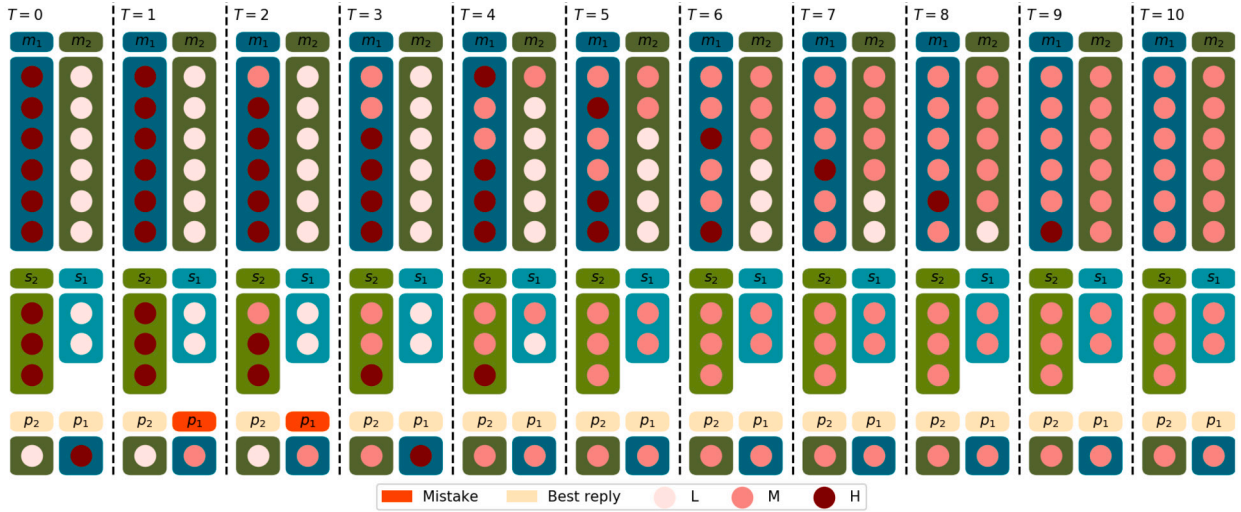 T = 0 T = 1 T = 2 T = 3 T = 4 T = 5 T = 6 T = 7 T = 8 T = 9 T = 10
m₁ m₂ m₁ m₂ m₁ m₂ m₁ m₂ m₁ m₂ m₁ m₂ m₁ m₂ m₁ m₂ m₁ m₂ m₁ m₂ m₁ m₂
s₂ s₁ s₂ s₁ s₂ s₁ s₂ s₁ s₂ s₁ s₂ s₁ s₂ s₁ s₂ s₁ s₂ s₁ s₂ s₁ s₂ s₁
p₂ p₁ p₂ p₁ p₂ p₁ p₂ p₁ p₂ p₁ p₂ p₁ p₂ p₁ p₂ p₁ p₂ p₁ p₂ p₁ p₂ p₁
Mistake Best reply L M H